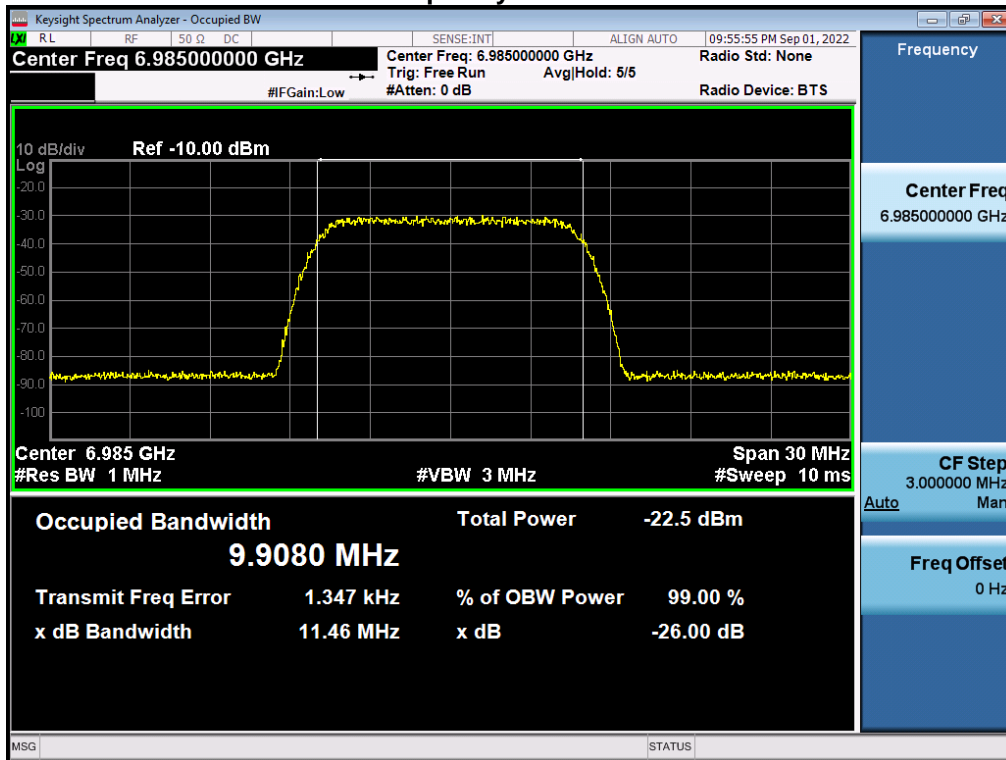 Keysight Spectrum Analyzer - Occupied BW
LXI RL RF 50 Ω DC SENSE:INT ALIGN AUTO 09:55:55 PM Sep 01, 2022
Center Freq 6.985000000 GHz
Center Freq: 6.985000000 GHz
Radio Std: None
Trig: Free Run Avg|Hold: 5/5
#IFGain:Low
#Atten: 0 dB
Radio Device: BTS
10 dB/div Ref -10.00 dBm
Log
-20.0
-30.0
-40.0
-50.0
-60.0
-70.0
-80.0
-90.0
-100
Center 6.985 GHz Span 30 MHz
#Res BW 1 MHz #VBW 3 MHz #Sweep 10 ms
Occupied Bandwidth Total Power -22.5 dBm
9.9080 MHz
Transmit Freq Error 1.347 kHz % of OBW Power 99.00 %
x dB Bandwidth 11.46 MHz x dB -26.00 dB
Frequency
Center Freq
6.985000000 GHz
CF Step
3.000000 MHz
Auto Man
Freq Offset
0 Hz
MSG STATUS